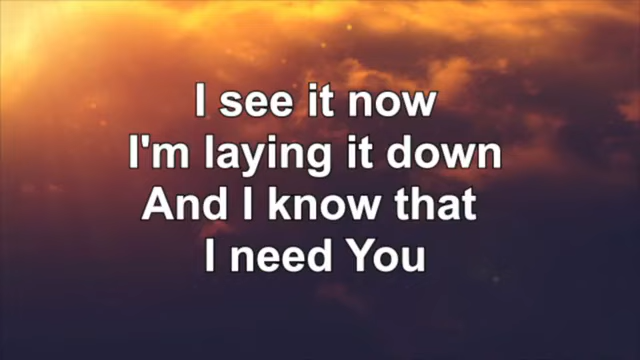 I see it now
I'm laying it down
And I know that
I need You